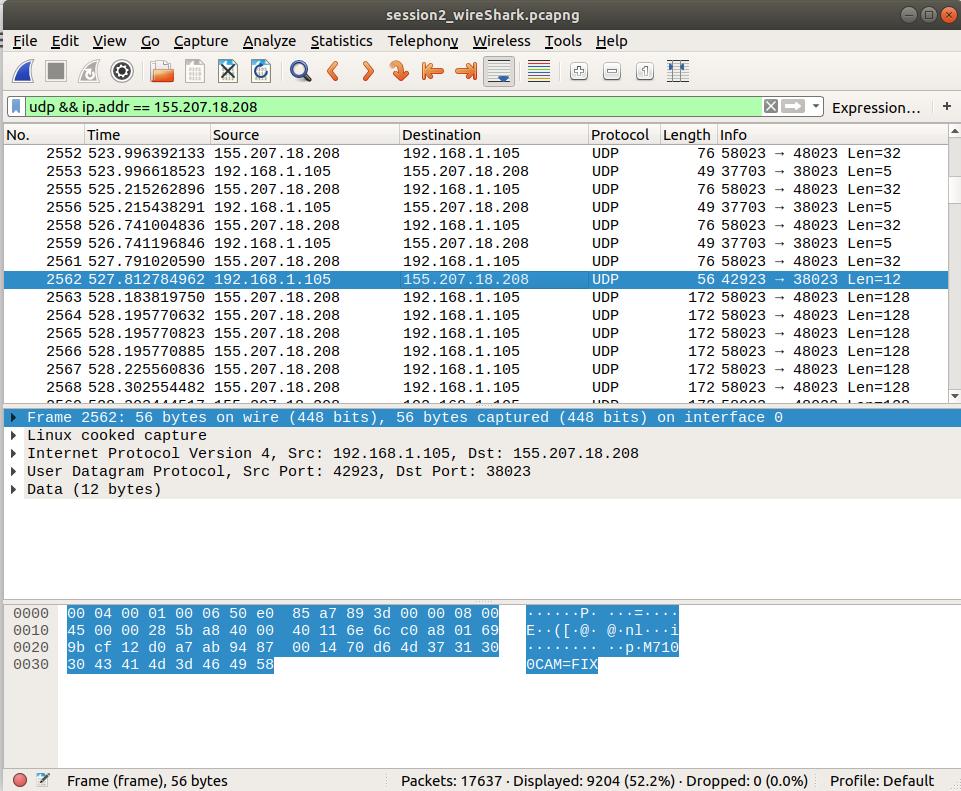 session2_wireShark.pcapng
File Edit View Go Capture Analyze Statistics Telephony Wireless Tools Help
udp && ip.addr == 155.207.18.208 Expression… +
No. Time Source Destination Protocol Length Info
2552 523.996392133 155.207.18.208 192.168.1.105 UDP 76 58023 → 48023 Len=32
2553 523.996618523 192.168.1.105 155.207.18.208 UDP 49 37703 → 38023 Len=5
2555 525.215262896 155.207.18.208 192.168.1.105 UDP 76 58023 → 48023 Len=32
2556 525.215438291 192.168.1.105 155.207.18.208 UDP 49 37703 → 38023 Len=5
2558 526.741004836 155.207.18.208 192.168.1.105 UDP 76 58023 → 48023 Len=32
2559 526.741196846 192.168.1.105 155.207.18.208 UDP 49 37703 → 38023 Len=5
2561 527.791020590 155.207.18.208 192.168.1.105 UDP 76 58023 → 48023 Len=32
2562 527.812784962 192.168.1.105 155.207.18.208 UDP 56 42923 → 38023 Len=12
2563 528.183819750 155.207.18.208 192.168.1.105 UDP 172 58023 → 48023 Len=128
2564 528.195770632 155.207.18.208 192.168.1.105 UDP 172 58023 → 48023 Len=128
2565 528.195770823 155.207.18.208 192.168.1.105 UDP 172 58023 → 48023 Len=128
2566 528.195770885 155.207.18.208 192.168.1.105 UDP 172 58023 → 48023 Len=128
2567 528.225560836 155.207.18.208 192.168.1.105 UDP 172 58023 → 48023 Len=128
2568 528.302554482 155.207.18.208 192.168.1.105 UDP 172 58023 → 48023 Len=128
Frame 2562: 56 bytes on wire (448 bits), 56 bytes captured (448 bits) on interface 0
Linux cooked capture
Internet Protocol Version 4, Src: 192.168.1.105, Dst: 155.207.18.208
User Datagram Protocol, Src Port: 42923, Dst Port: 38023
Data (12 bytes)
0000 00 04 00 01 00 06 50 e0 85 a7 89 3d 00 00 08 00 ······P· ···=····
0010 45 00 00 28 5b a8 40 00 40 11 6e 6c c0 a8 01 69 E··([·@· @·nl···i
0020 9b cf 12 d0 a7 ab 94 87 00 14 70 d6 4d 37 31 30 ········ ··p·M710
0030 30 43 41 4d 3d 46 49 58 0CAM=FIX
Frame (frame), 56 bytes Packets: 17637 · Displayed: 9204 (52.2%) · Dropped: 0 (0.0%) Profile: Default